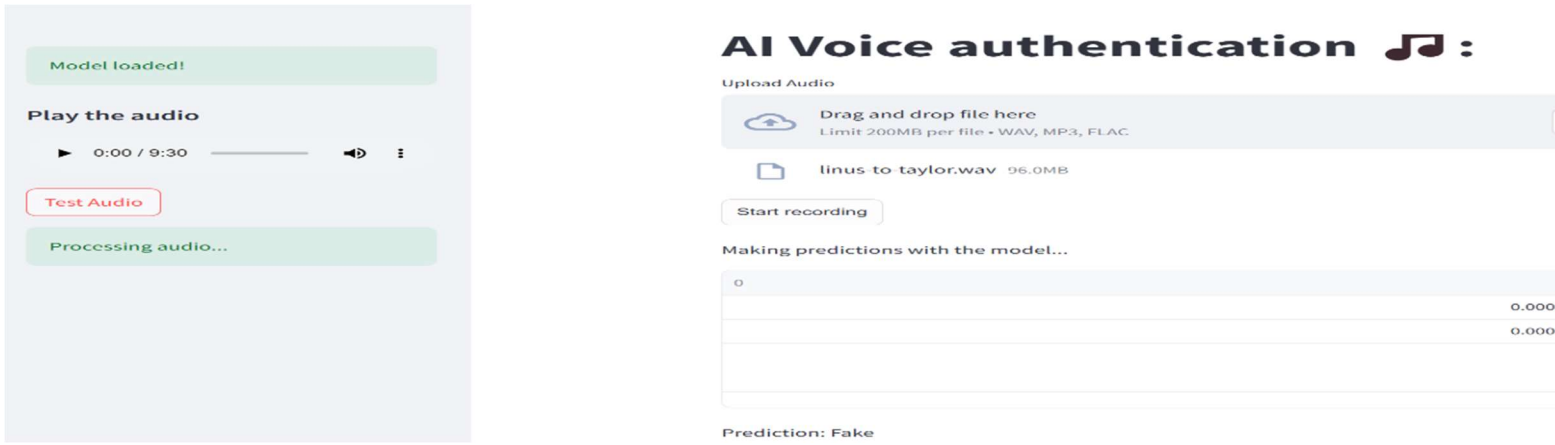 Model loaded!
Play the audio
0:00 / 9:30
Test Audio
Processing audio...
AI Voice authentication 🎵 :
Upload Audio
Drag and drop file here
Limit 200MB per file • WAV, MP3, FLAC
linus-to-taylor.wav 96.0MB
Start recording
Making predictions with the model...
0
0.000
0.000
Prediction: Fake